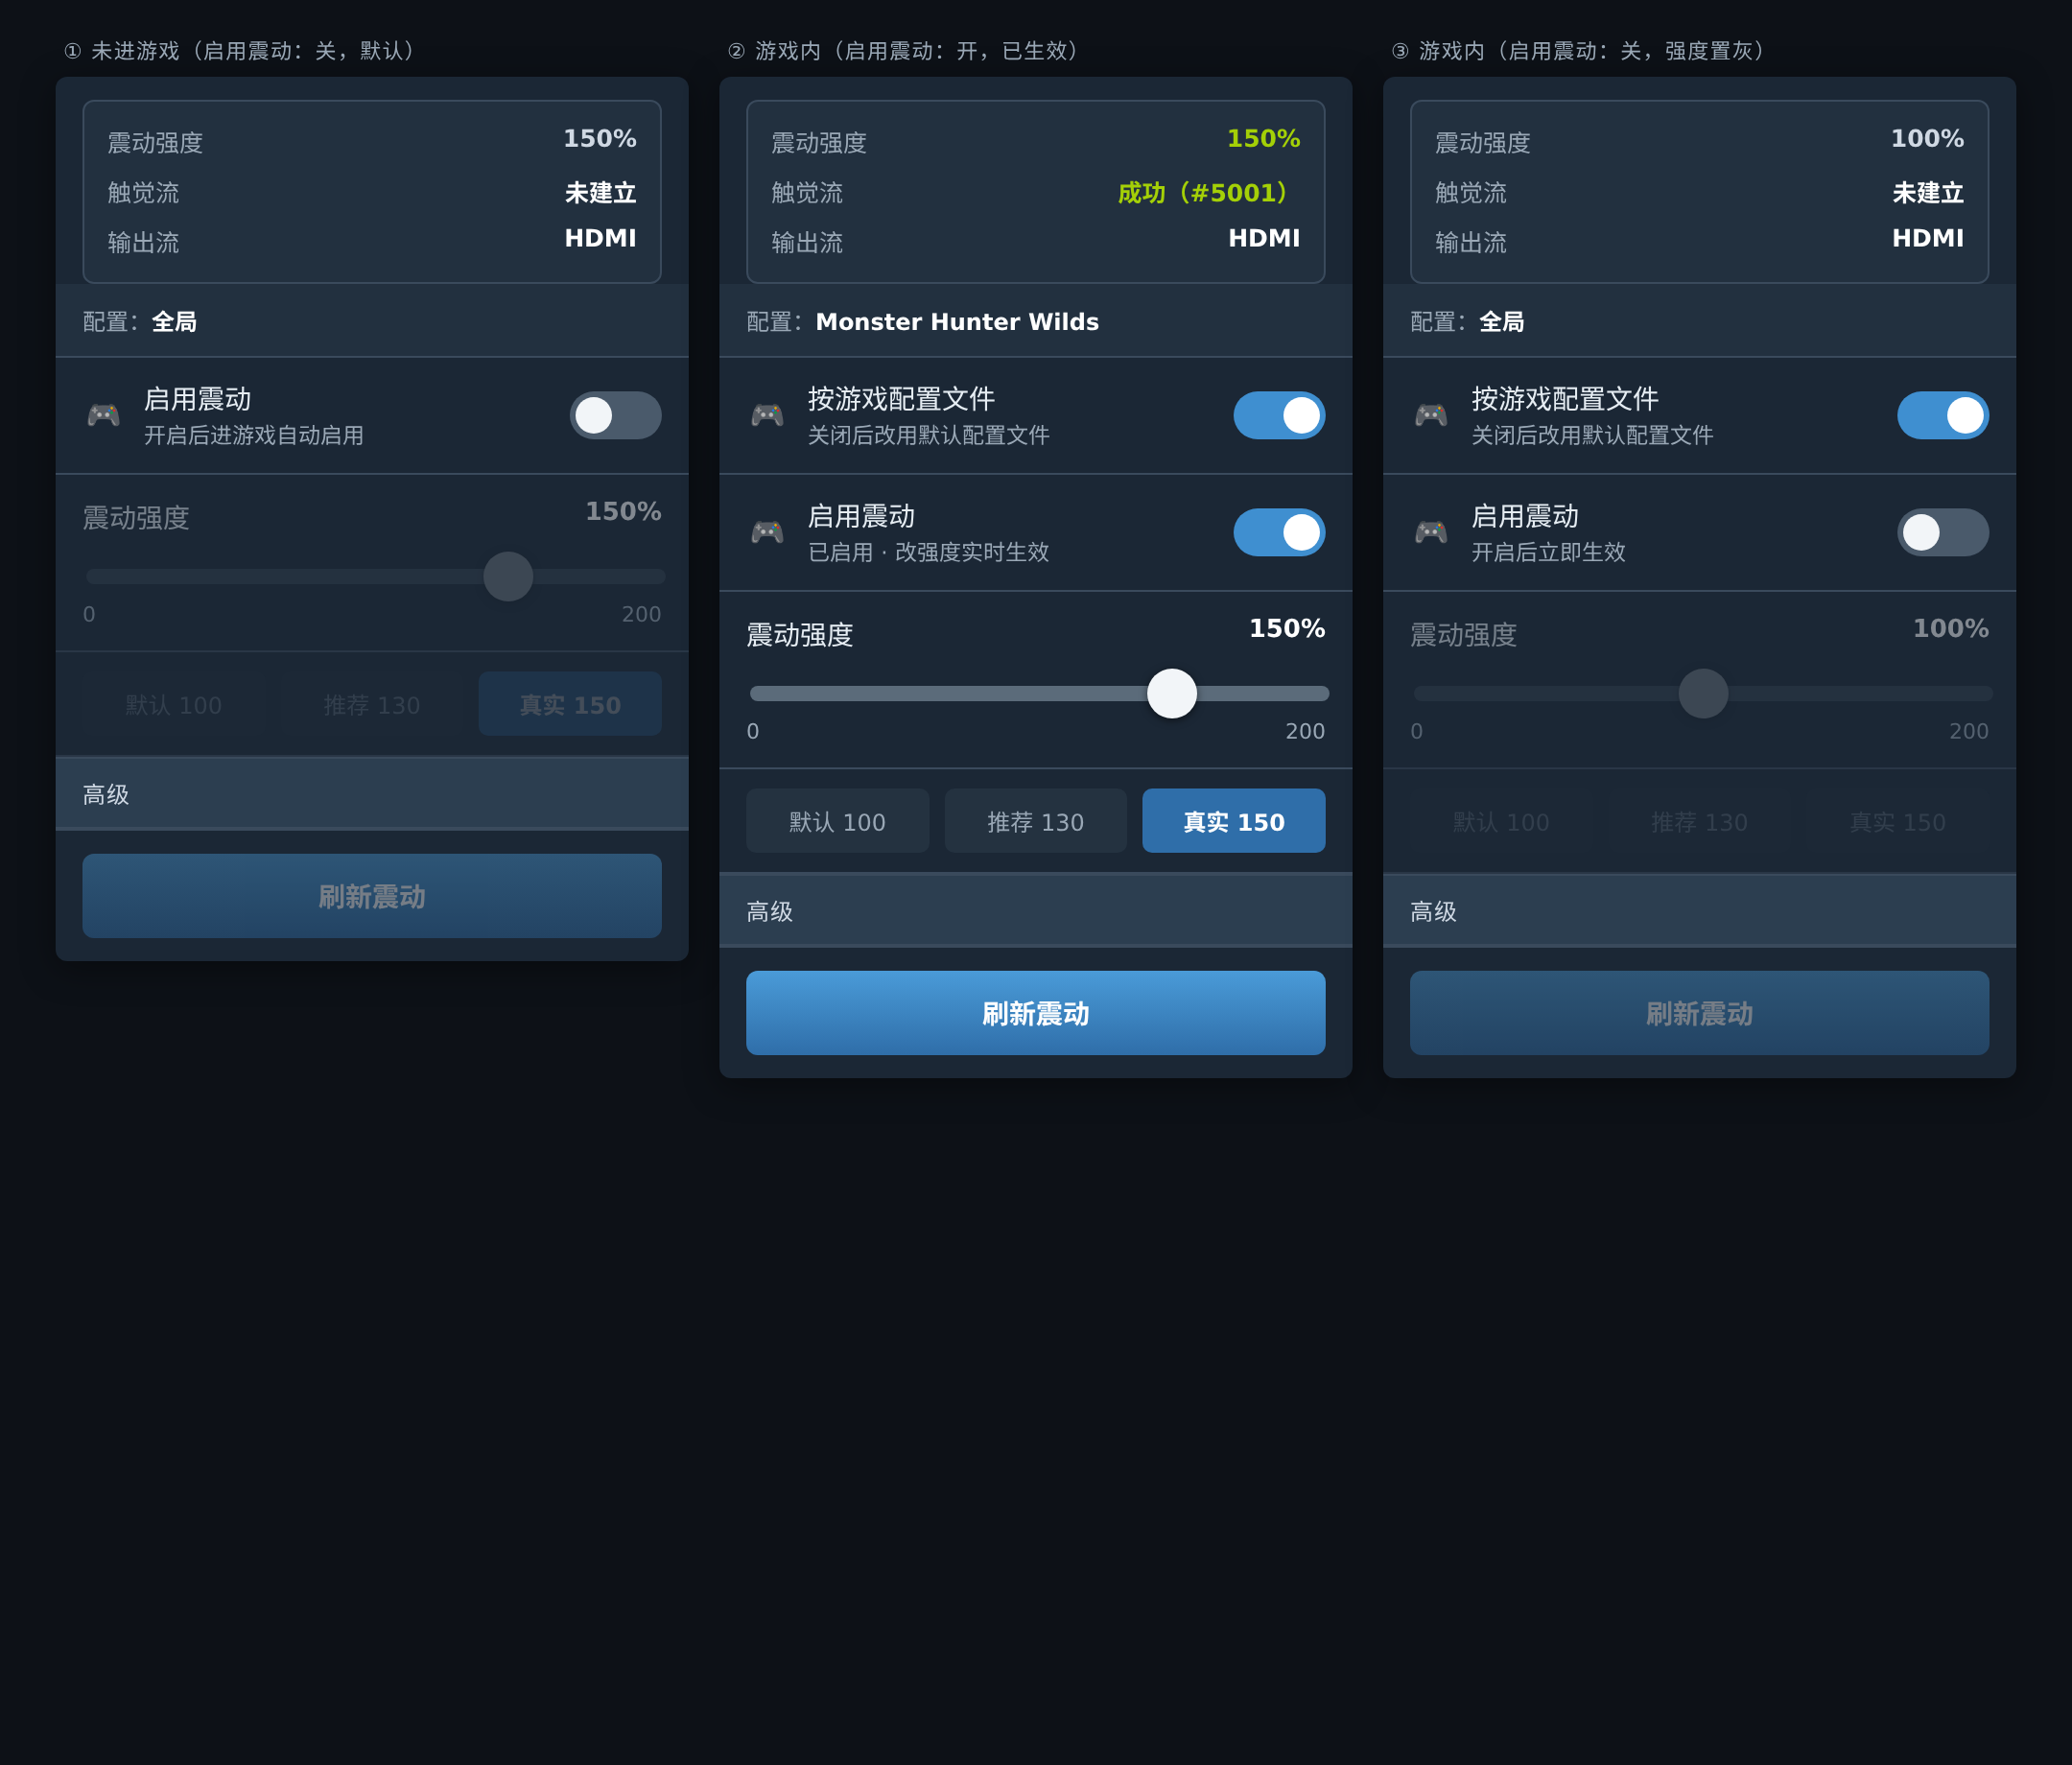 ① 未进游戏（启用震动：关，默认）
震动强度 150%
触觉流 未建立
输出流 HDMI
配置：全局
启用震动
开启后进游戏自动启用
震动强度 150%
0 200
默认 100 推荐 130 真实 150
高级
刷新震动
② 游戏内（启用震动：开，已生效）
震动强度 150%
触觉流 成功（#5001）
输出流 HDMI
配置：Monster Hunter Wilds
按游戏配置文件
关闭后改用默认配置文件
启用震动
已启用 · 改强度实时生效
震动强度 150%
0 200
默认 100 推荐 130 真实 150
高级
刷新震动
③ 游戏内（启用震动：关，强度置灰）
震动强度 100%
触觉流 未建立
输出流 HDMI
配置：全局
按游戏配置文件
关闭后改用默认配置文件
启用震动
开启后立即生效
震动强度 100%
0 200
默认 100 推荐 130 真实 150
高级
刷新震动